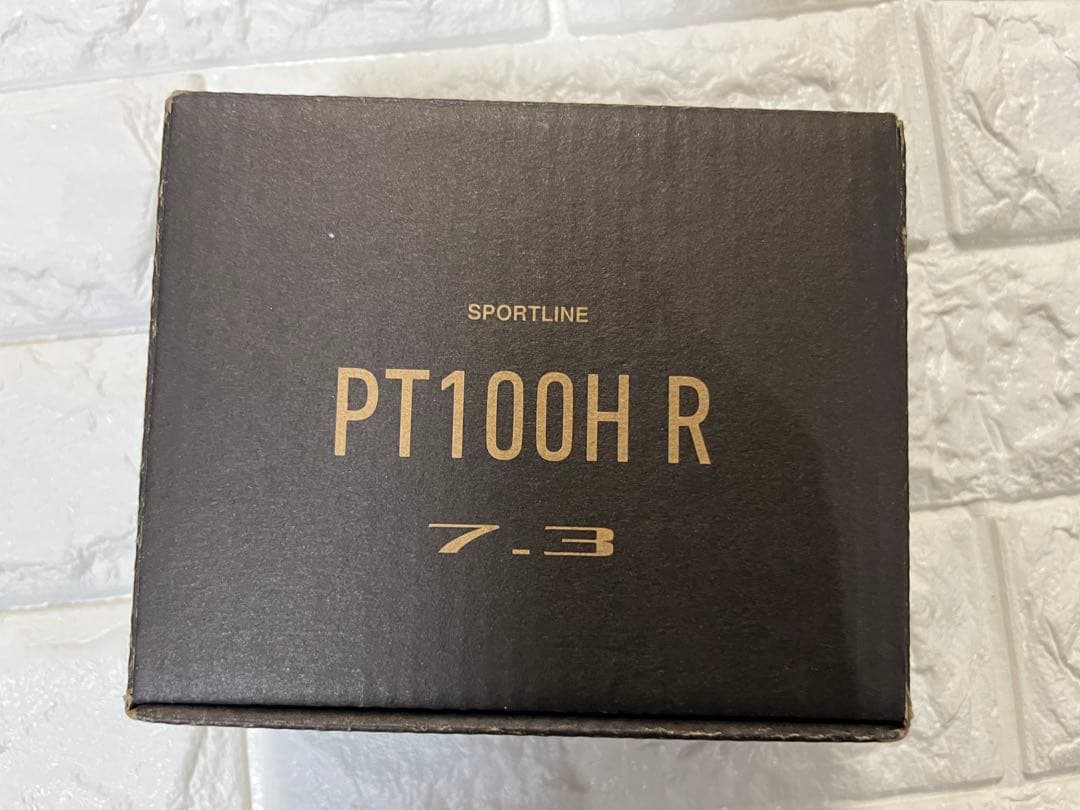 SPORTLINE
PT100H R
7.3